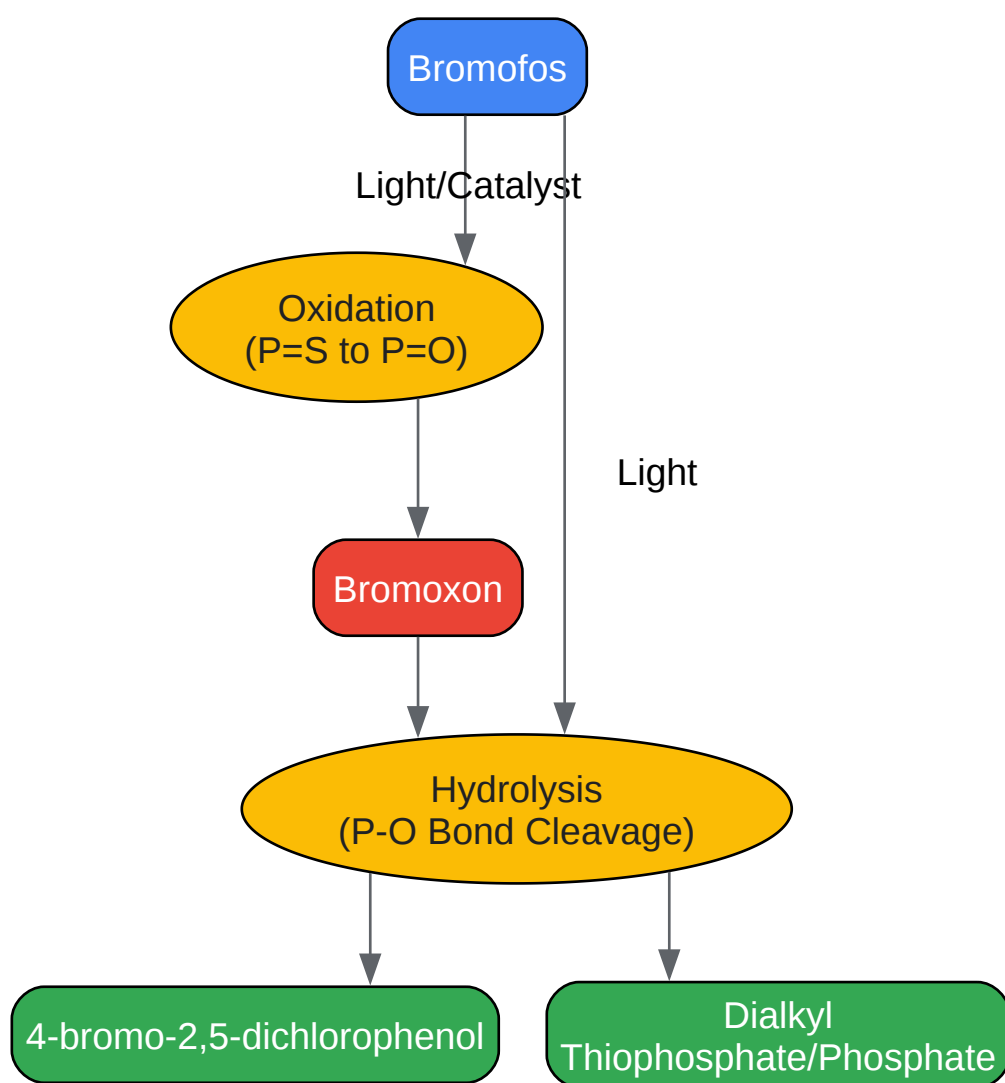 Bromofos
Light/Catalyst
Oxidation
(P=S to P=O)
Light
Bromoxon
Hydrolysis
(P-O Bond Cleavage)
4-bromo-2,5-dichlorophenol
Dialkyl
Thiophosphate/Phosphate